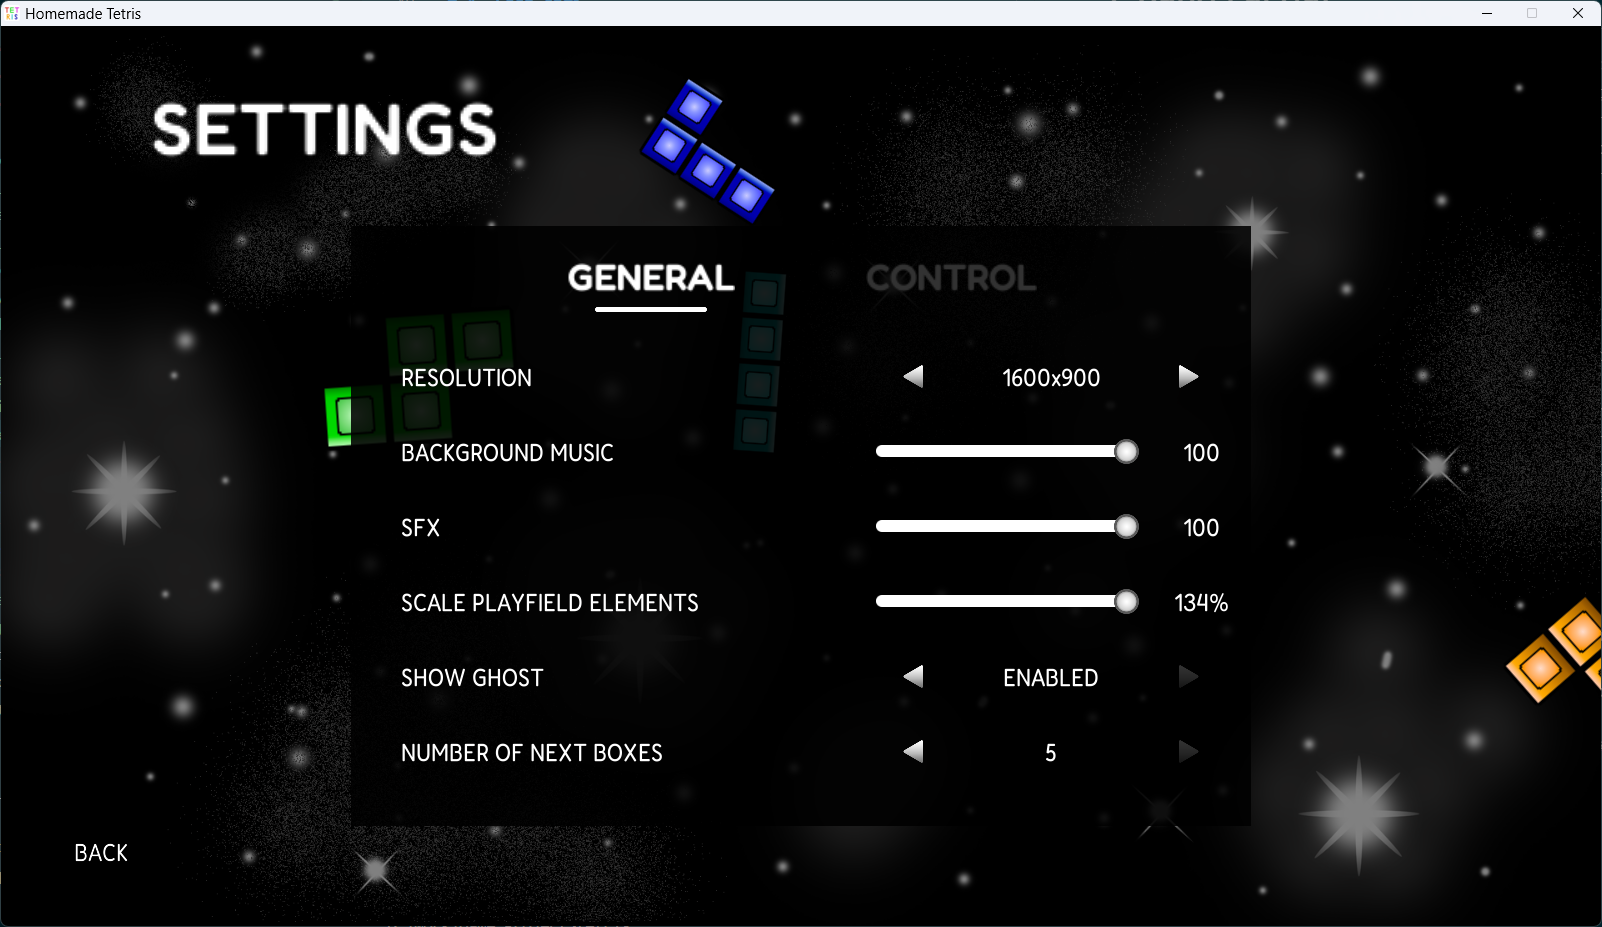 Homemade Tetris
SETTINGS
GENERAL CONTROL
RESOLUTION 1600x900
BACKGROUND MUSIC 100
SFX 100
SCALE PLAYFIELD ELEMENTS 134%
SHOW GHOST ENABLED
NUMBER OF NEXT BOXES 5
BACK